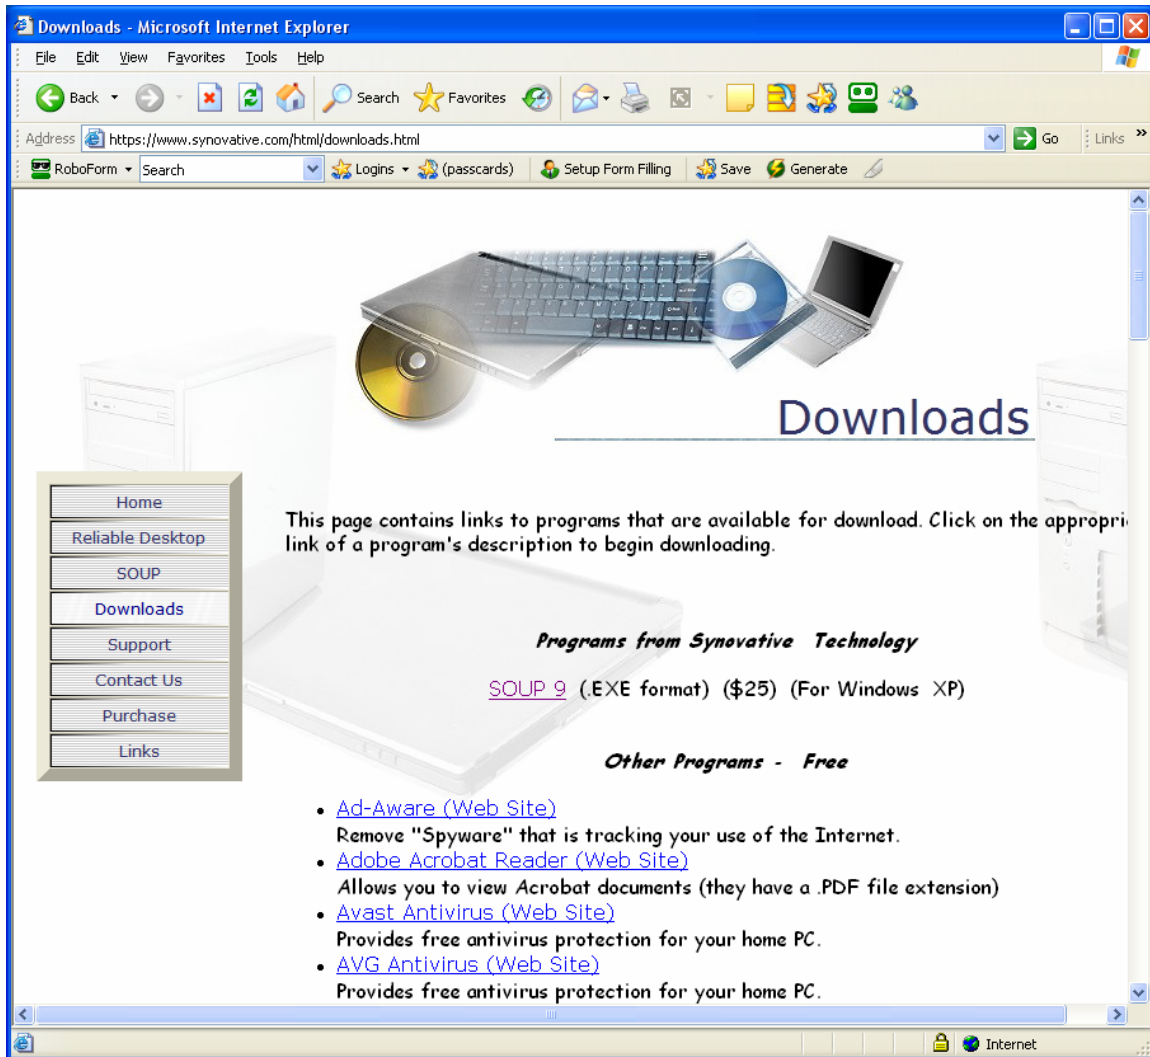 Downloads - Microsoft Internet Explorer
File Edit View Favorites Tools Help
Back Search Favorites
Address https://www.synovative.com/html/downloads.html Go Links »
RoboForm Search Logins (passcards) Setup Form Filling Save Generate
Downloads
Home
Reliable Desktop
SOUP
Downloads
Support
Contact Us
Purchase
Links
This page contains links to programs that are available for download. Click on the appropri
link of a program's description to begin downloading.
Programs from Synovative Technology
SOUP 9 (.EXE format) ($25) (For Windows XP)
Other Programs - Free
• Ad-Aware (Web Site)
Remove "Spyware" that is tracking your use of the Internet.
• Adobe Acrobat Reader (Web Site)
Allows you to view Acrobat documents (they have a .PDF file extension)
• Avast Antivirus (Web Site)
Provides free antivirus protection for your home PC.
• AVG Antivirus (Web Site)
Provides free antivirus protection for your home PC.
Internet